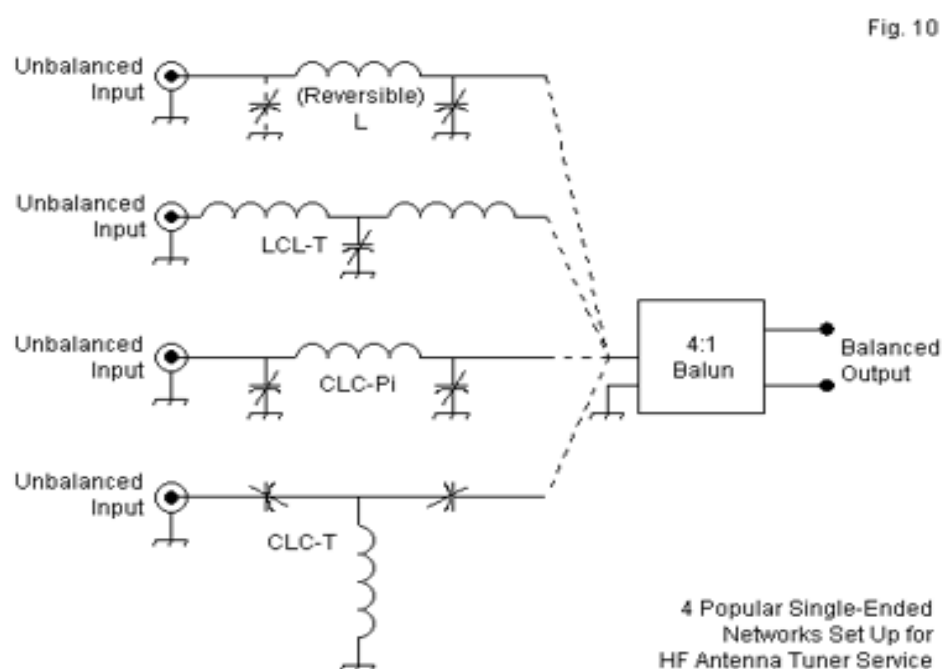 Fig. 10
Unbalanced
Input
(Reversible)
L
Unbalanced
Input
LCL-T
Unbalanced
Input
CLC-Pi
4:1
Balun
Balanced
Output
Unbalanced
Input
CLC-T
4 Popular Single-Ended
Networks Set Up for
HF Antenna Tuner Service